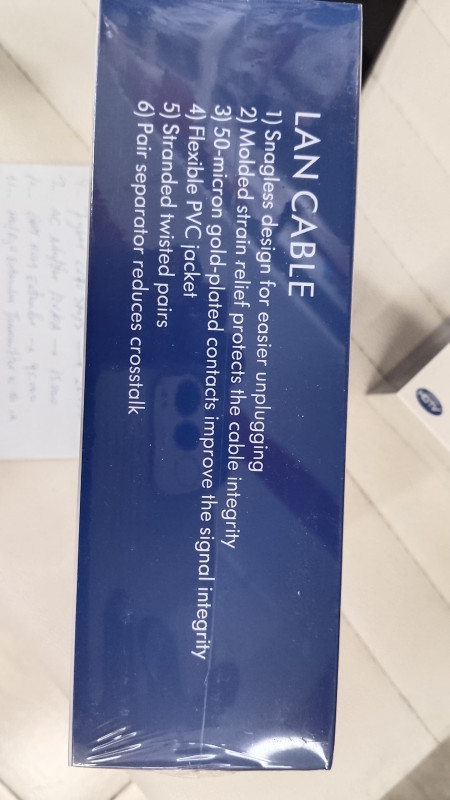 LAN CABLE
1) Snagless design for easier unplugging
2) Molded strain relief protects the cable integrity
3) 50-micron gold-plated contacts improve the signal integrity
4) Flexible PVC jacket
5) Stranded twisted pairs
6) Pair separator reduces crosstalk